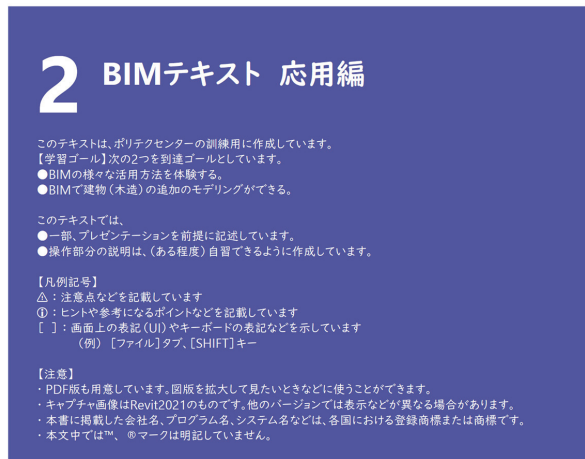 2 BIMテキスト 応用編
このテキストは、ポリテクセンターの訓練用に作成しています。
【学習ゴール】次の2つを到達ゴールとしています。
●BIMの様々な活用方法を体験する。
●BIMで建物(木造)の追加のモデリングができる。
このテキストでは、
●一部、プレゼンテーションを前提に記述しています。
●操作部分の説明は、(ある程度)自習できるように作成しています。
【凡例記号】
⚠：注意点などを記載しています
ⓘ：ヒントや参考になるポイントなどを記載しています
[ ]：画面上の表記(UI)やキーボードの表記などを示しています
(例) [ファイル]タブ、[SHIFT]キー
【注意】
・PDF版も用意しています。図版を拡大して見たいときなどに使うことができます。
・キャプチャ画像はRevit2021のものです。他のバージョンでは表示などが異なる場合があります。
・本書に掲載した会社名、プログラム名、システム名などは、各国における登録商標または商標です。
・本文中では™、®マークは明記していません。